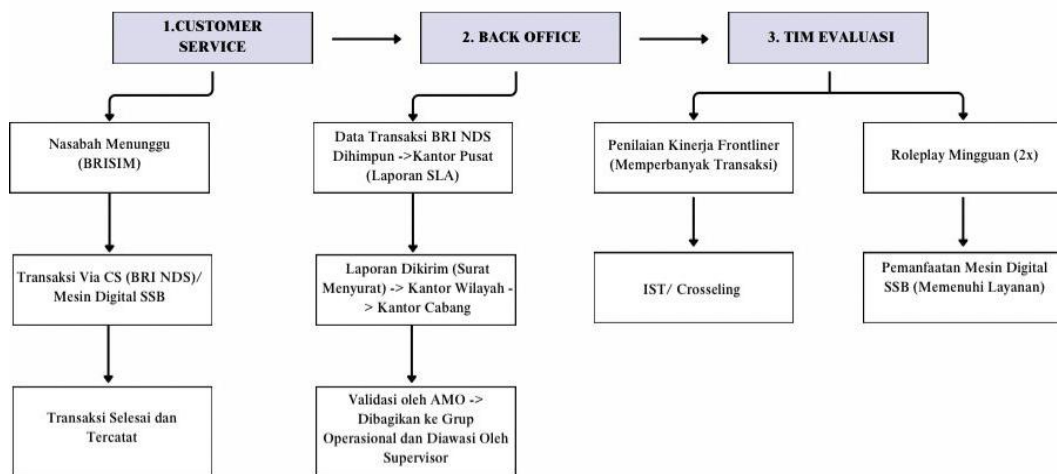 1.CUSTOMER
SERVICE
2. BACK OFFICE
3. TIM EVALUASI
Nasabah Menunggu
(BRISIM)
Transaksi Via CS (BRI NDS)/
Mesin Digital SSB
Transaksi Selesai dan
Tercatat
Data Transaksi BRI NDS
Dihimpun ->Kantor Pusat
(Laporan SLA)
Laporan Dikirim (Surat
Menyurat) -> Kantor Wilayah -
> Kantor Cabang
Validasi oleh AMO ->
Dibagikan ke Grup
Operasional dan Diawasi Oleh
Supervisor
Penilaian Kinerja Frontliner
(Memperbanyak Transaksi)
IST/ Crosseling
Roleplay Mingguan (2x)
Pemanfaatan Mesin Digital
SSB (Memenuhi Layanan)